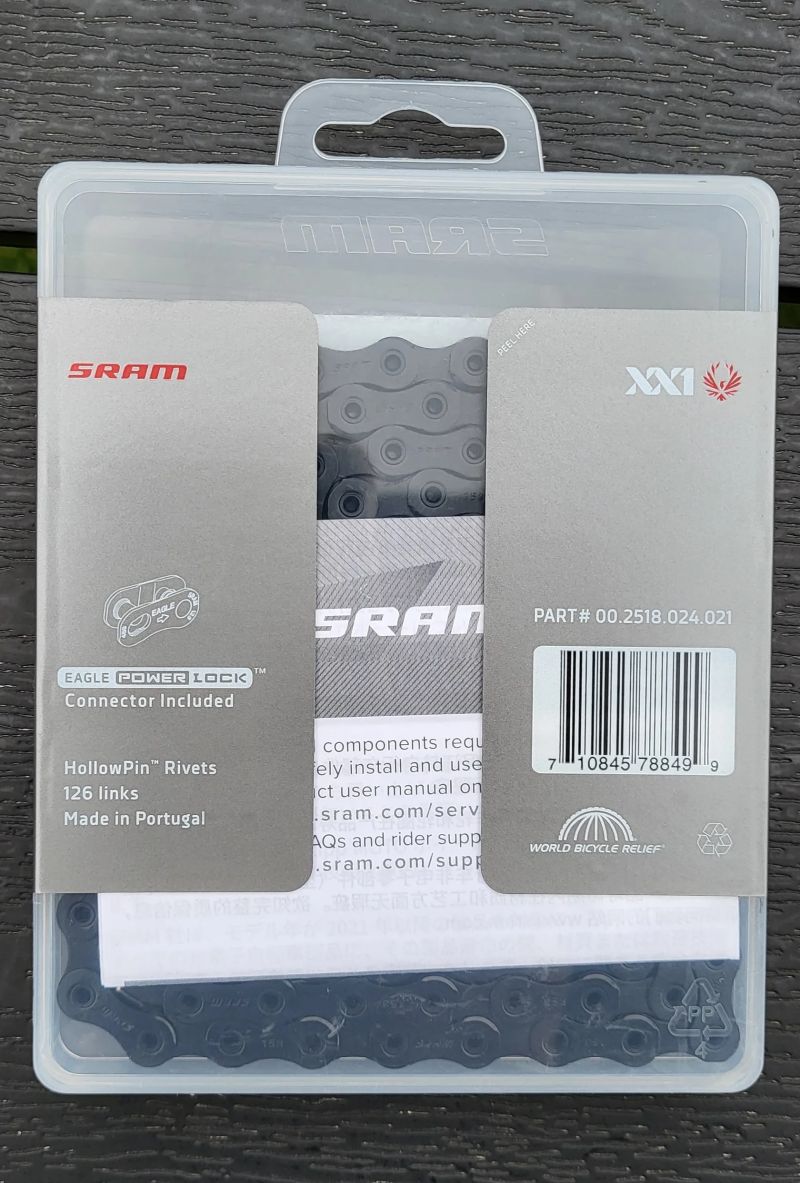 SRAM
PEEL HERE
SRAM
XX1
EAGLE
EAGLE POWER LOCK™
Connector Included
HollowPin™ Rivets
126 links
Made in Portugal
SRAM
components requ
ely install and use
ct user manual on
.sram.com/serv
AQs and rider supp
.sram.com/supp
PART# 00.2518.024.021
7 10845 78849 9
WORLD BICYCLE RELIEF®
PP